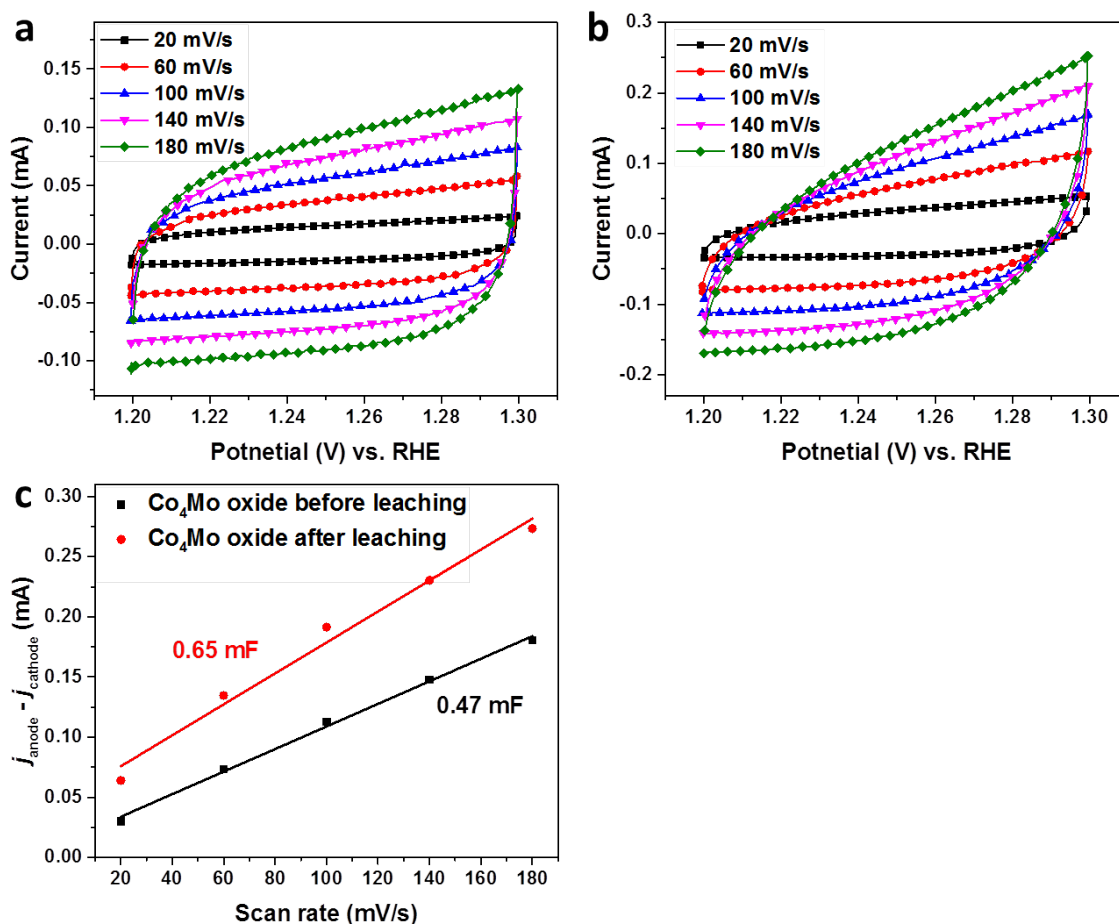 a
20 mV/s
60 mV/s
100 mV/s
140 mV/s
180 mV/s
0.15
0.10
0.05
0.00
-0.05
-0.10
Current (mA)
1.20
1.22
1.24
1.26
1.28
1.30
Potnetial (V) vs. RHE
b
20 mV/s
60 mV/s
100 mV/s
140 mV/s
180 mV/s
0.3
0.2
0.1
0.0
-0.1
-0.2
Current (mA)
1.20
1.22
1.24
1.26
1.28
1.30
Potnetial (V) vs. RHE
c
Co₄Mo oxide before leaching
Co₄Mo oxide after leaching
0.65 mF
0.47 mF
0.30
0.25
0.20
0.15
0.10
0.05
0.00
j anode - j cathode (mA)
20
60
100
140
180
Scan rate (mV/s)